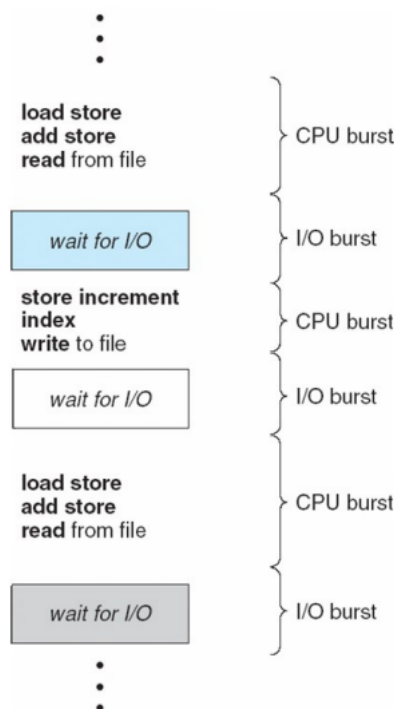 load store
add store
read from file
CPU burst
wait for I/O
I/O burst
store increment
index
write to file
CPU burst
wait for I/O
I/O burst
load store
add store
read from file
CPU burst
wait for I/O
I/O burst